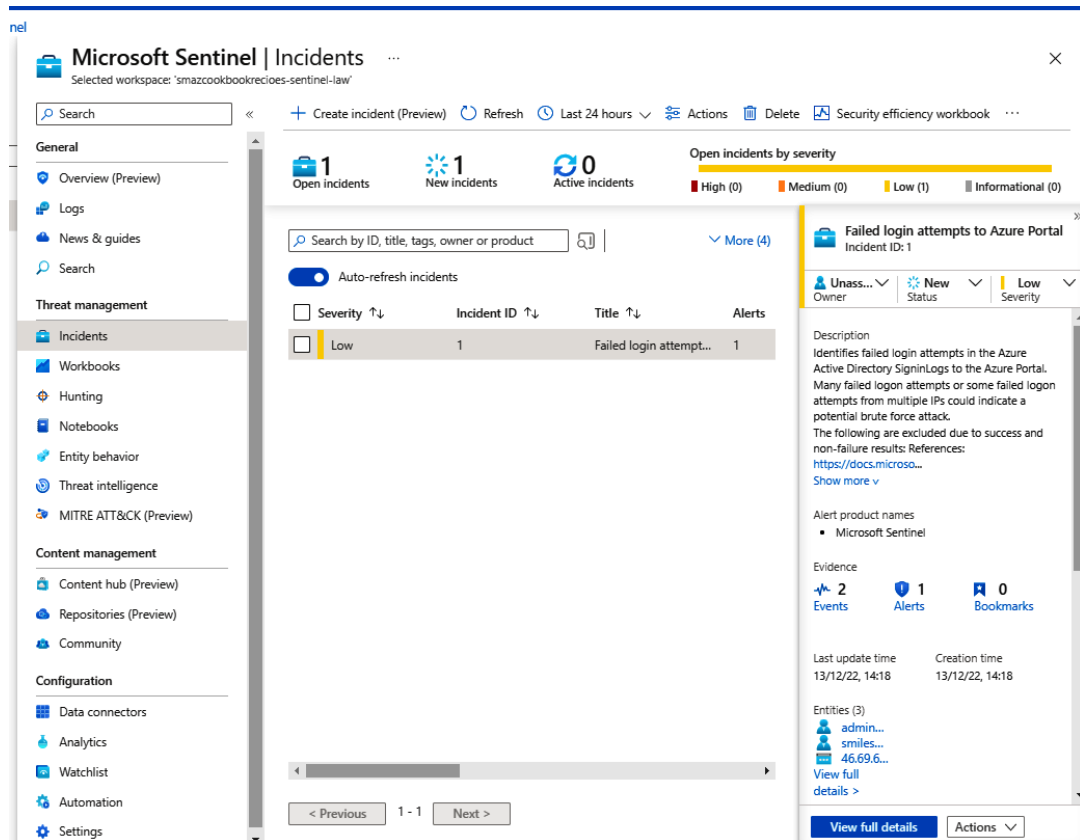 nel
Microsoft Sentinel | Incidents ...
Selected workspace: 'smazcookbookrecioes-sentinel-law'
Search «
General
Overview (Preview)
Logs
News & guides
Search
Threat management
Incidents
Workbooks
Hunting
Notebooks
Entity behavior
Threat intelligence
MITRE ATT&CK (Preview)
Content management
Content hub (Preview)
Repositories (Preview)
Community
Configuration
Data connectors
Analytics
Watchlist
Automation
Settings
Create incident (Preview) Refresh Last 24 hours Actions Delete Security efficiency workbook ...
1
Open incidents
1
New incidents
0
Active incidents
Open incidents by severity
High (0) Medium (0) Low (1) Informational (0)
Search by ID, title, tags, owner or product
More (4)
Auto-refresh incidents
Severity ↑↓ Incident ID ↑↓ Title ↑↓ Alerts
Low 1 Failed login attempt... 1
< Previous 1 - 1 Next >
»
Failed login attempts to Azure Portal
Incident ID: 1
Unass... New Low
Owner Status Severity
Description
Identifies failed login attempts in the Azure
Active Directory SigninLogs to the Azure Portal.
Many failed logon attempts or some failed logon
attempts from multiple IPs could indicate a
potential brute force attack.
The following are excluded due to success and
non-failure results: References:
https://docs.microso...
Show more
Alert product names
• Microsoft Sentinel
Evidence
2 1 0
Events Alerts Bookmarks
Last update time Creation time
13/12/22, 14:18 13/12/22, 14:18
Entities (3)
admin...
smiles...
46.69.6...
View full
details >
View full details Actions